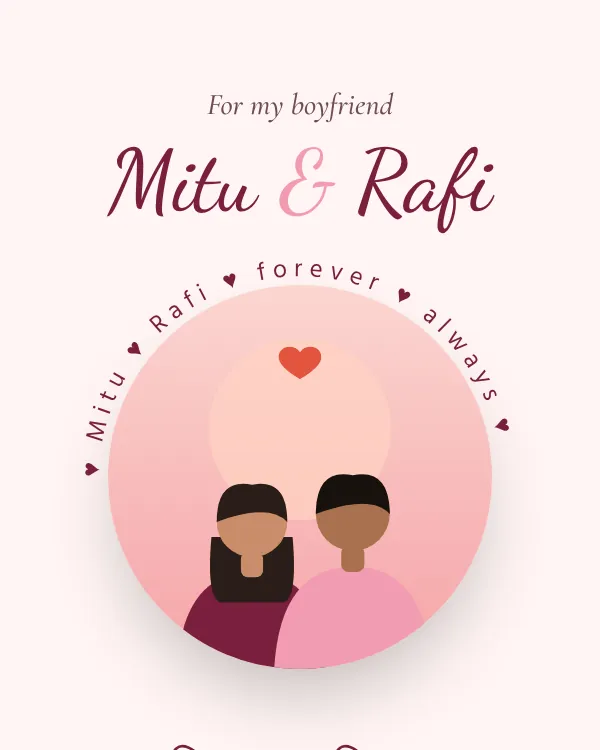 For my boyfriend
Mitu & Rafi
♥ Mitu ♥ Rafi ♥ forever ♥ always ♥